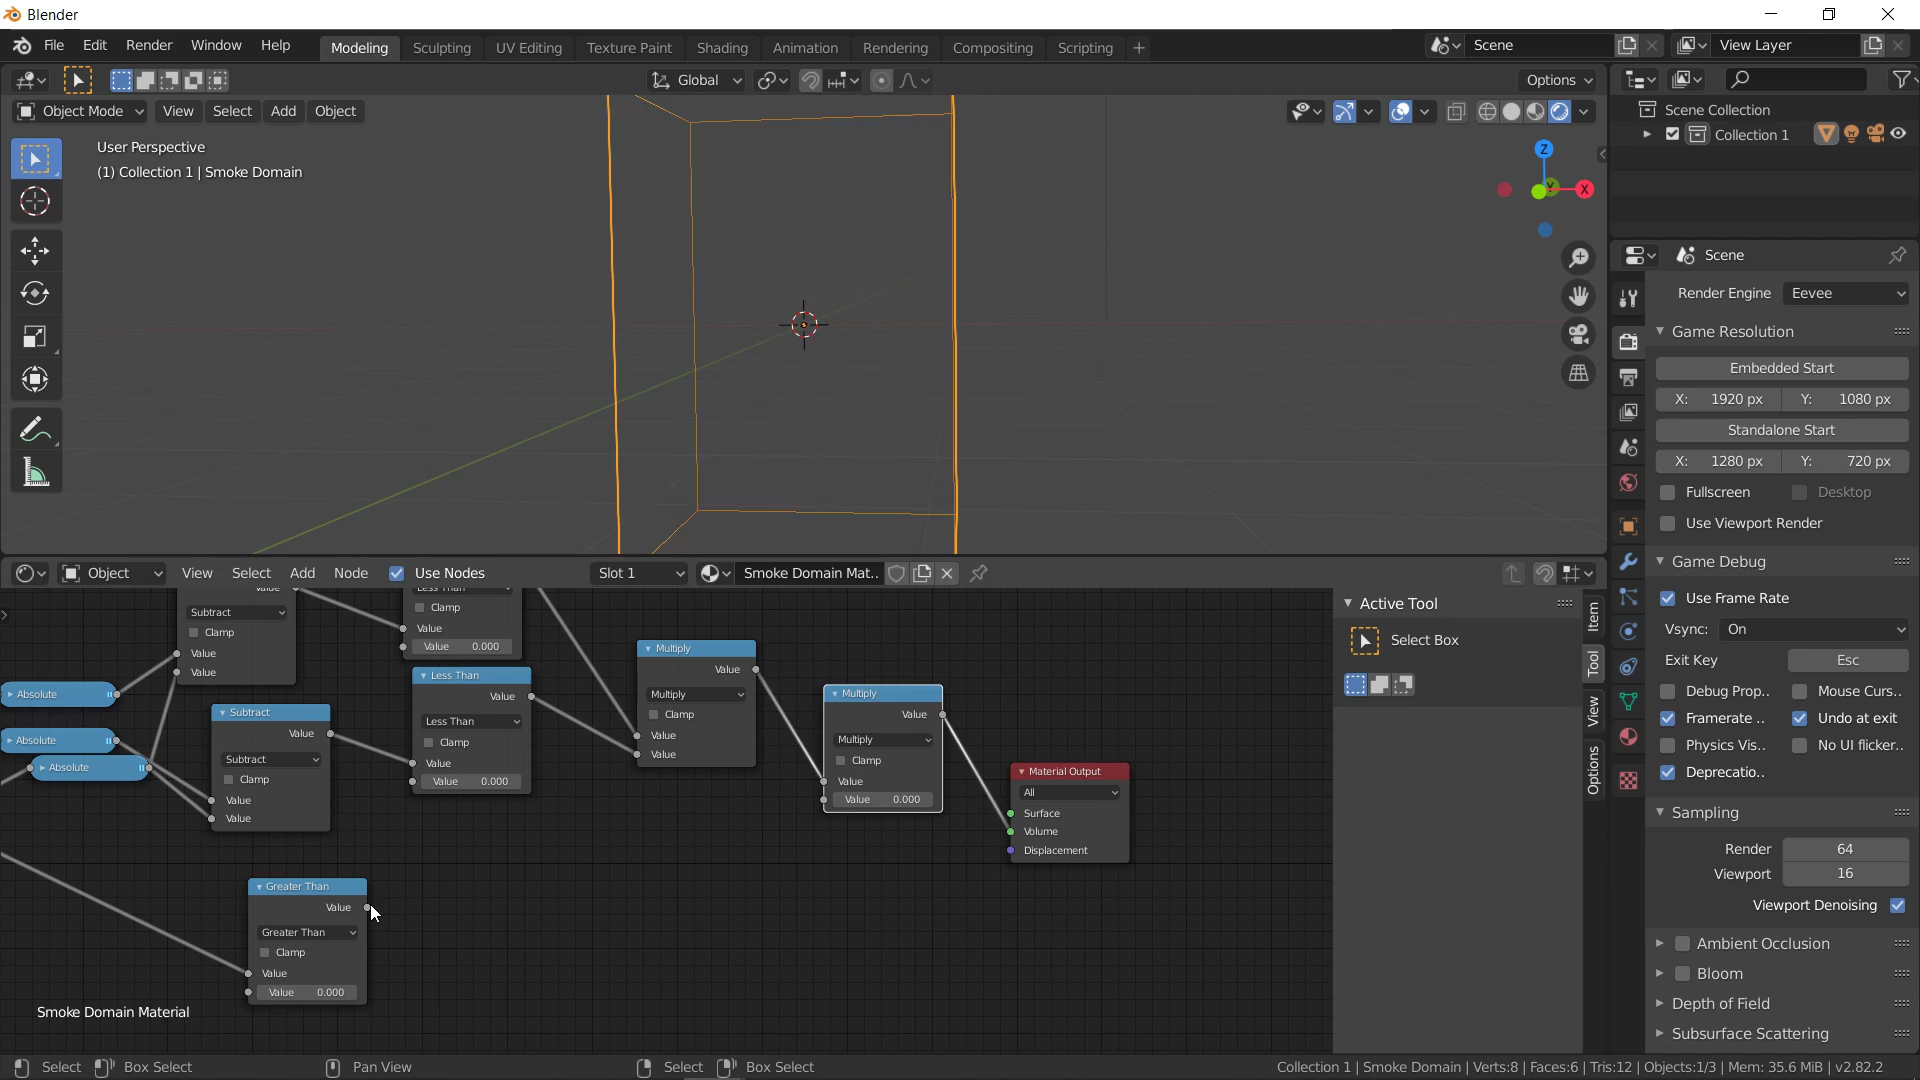 Blender
File Edit Render Window Help Modeling Sculpting UV Editing Texture Paint Shading Animation Rendering Compositing Scripting + Scene View Layer
Global Options
Object Mode View Select Add Object
User Perspective
(1) Collection 1 | Smoke Domain
Z
Y
X
Scene Collection
Collection 1
Scene
Render Engine Eevee
Game Resolution
Embedded Start
X: 1920 px Y: 1080 px
Standalone Start
X: 1280 px Y: 720 px
Fullscreen Desktop
Use Viewport Render
Game Debug
Use Frame Rate
Vsync: On
Exit Key Esc
Debug Prop.. Mouse Curs..
Framerate .. Undo at exit
Physics Vis.. No UI flicker..
Deprecatio..
Sampling
Render 64
Viewport 16
Viewport Denoising
Ambient Occlusion
Bloom
Depth of Field
Subsurface Scattering
Object View Select Add Node Use Nodes Slot 1 Smoke Domain Mat..
Value
Subtract
Clamp
Value
Value
Less Than
Clamp
Value
Value 0.000
Absolute
Absolute
Absolute
Subtract
Value
Subtract
Clamp
Value
Value
Less Than
Value
Less Than
Clamp
Value
Value 0.000
Multiply
Value
Multiply
Clamp
Value
Value
Multiply
Value
Multiply
Clamp
Value
Value 0.000
Material Output
All
Surface
Volume
Displacement
Greater Than
Value
Greater Than
Clamp
Value
Value 0.000
Smoke Domain Material
Active Tool
Select Box
Item
Tool
View
Options
Select Box Select Pan View Select Box Select Collection 1 | Smoke Domain | Verts:8 | Faces:6 | Tris:12 | Objects:1/3 | Mem: 35.6 MiB | v2.82.2